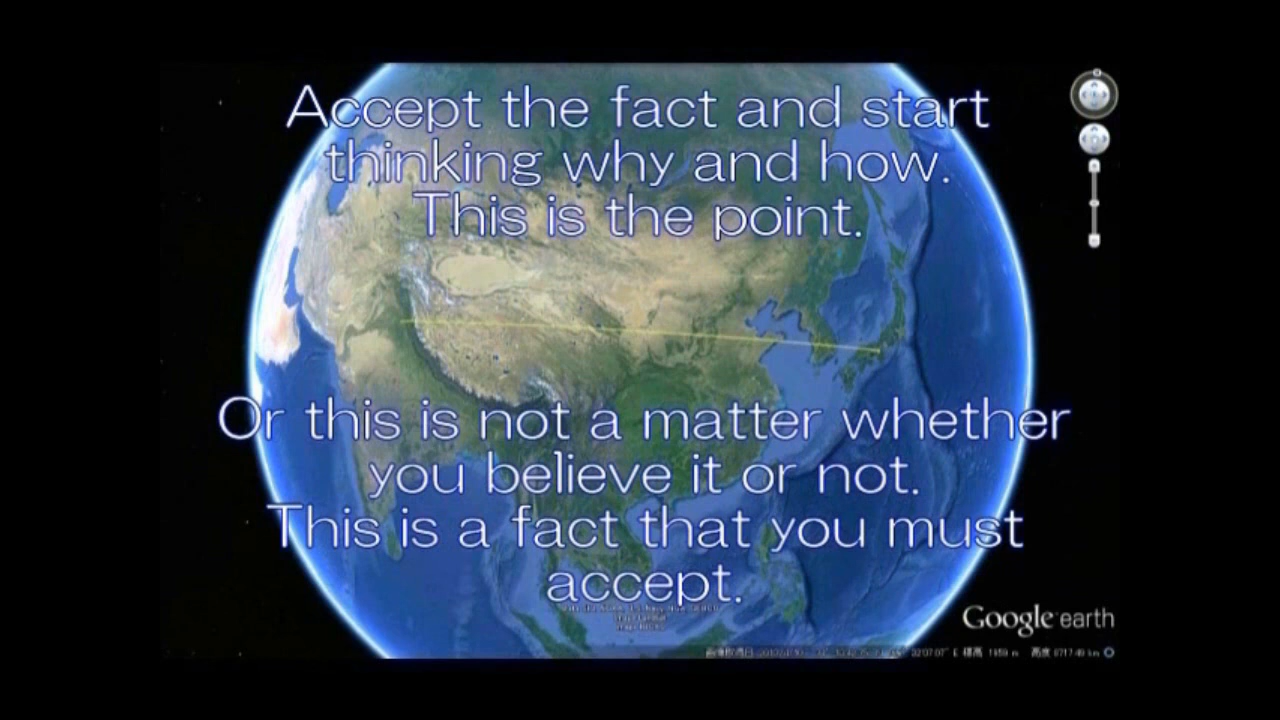 Accept the fact and start
thinking why and how.
This is the point.
Or this is not a matter whether
you believe it or not.
This is a fact that you must
accept.
Google earth